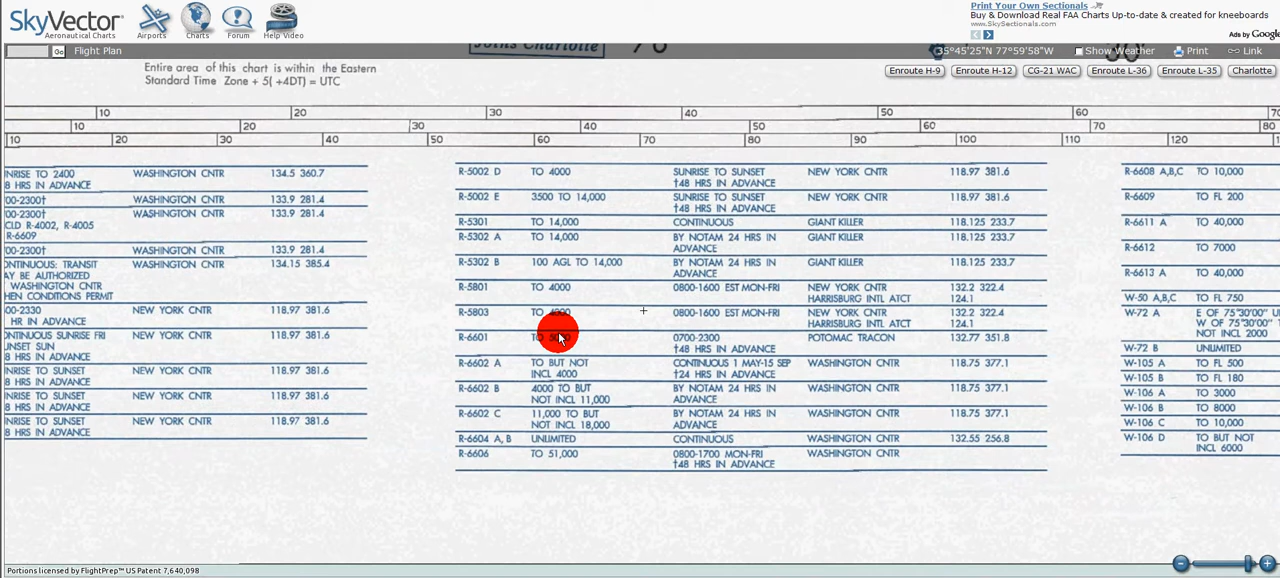 SkyVector
Aeronautical Charts
Airports
Charts
Forum
Help Video
Print Your Own Sectionals
Buy & Download Real FAA Charts Up-to-date & created for kneeboards
www.SkySectionals.com
Ads by Google
Go
Flight Plan
Joins Charlotte
35°45'25"N 77°59'58"W
Show Weather
Print
Link
Enroute H-9
Enroute H-12
CG-21 WAC
Enroute L-36
Enroute L-35
Charlotte
Entire area of this chart is within the Eastern
Standard Time Zone + 5( +4DT) = UTC
10 20 30 40 50 60 70
10 20 30 40 50 60 70 80
10 20 30 40 50 60 70 80 90 100 110 120
NRISE TO 2400 WASHINGTON CNTR 134.5 360.7
8 HRS IN ADVANCE
00-2300† WASHINGTON CNTR 133.9 281.4
00-2300† WASHINGTON CNTR 133.9 281.4
CLD R-4002, R-4005
R-6609
00-2300† WASHINGTON CNTR 133.9 281.4
ONTINUOUS: TRANSIT WASHINGTON CNTR 134.15 385.4
AY BE AUTHORIZED
WASHINGTON CNTR
HEN CONDITIONS PERMIT
00-2330 NEW YORK CNTR 118.97 381.6
HR IN ADVANCE
ONTINUOUS SUNRISE FRI NEW YORK CNTR 118.97 381.6
UNSET SUN
8 HRS IN ADVANCE
NRISE TO SUNSET NEW YORK CNTR 118.97 381.6
8 HRS IN ADVANCE
NRISE TO SUNSET NEW YORK CNTR 118.97 381.6
8 HRS IN ADVANCE
NRISE TO SUNSET NEW YORK CNTR 118.97 381.6
8 HRS IN ADVANCE
R-5002 D TO 4000 SUNRISE TO SUNSET NEW YORK CNTR 118.97 381.6
†48 HRS IN ADVANCE
R-5002 E 3500 TO 14,000 SUNRISE TO SUNSET NEW YORK CNTR 118.97 381.6
†48 HRS IN ADVANCE
R-5301 TO 14,000 CONTINUOUS GIANT KILLER 118.125 233.7
R-5302 A TO 14,000 BY NOTAM 24 HRS IN GIANT KILLER 118.125 233.7
ADVANCE
R-5302 B 100 AGL TO 14,000 BY NOTAM 24 HRS IN GIANT KILLER 118.125 233.7
ADVANCE
R-5801 TO 4000 0800-1600 EST MON-FRI NEW YORK CNTR 132.2 322.4
HARRISBURG INTL ATCT 124.1
R-5803 TO 0800-1600 EST MON-FRI NEW YORK CNTR 132.2 322.4
HARRISBURG INTL ATCT 124.1
R-6601 TO 0700-2300 POTOMAC TRACON 132.77 351.8
†48 HRS IN ADVANCE
R-6602 A TO BUT NOT CONTINUOUS 1 MAY-15 SEP WASHINGTON CNTR 118.75 377.1
INCL 4000 †24 HRS IN ADVANCE
R-6602 B 4000 TO BUT BY NOTAM 24 HRS IN WASHINGTON CNTR 118.75 377.1
NOT INCL 11,000 ADVANCE
R-6602 C 11,000 TO BUT BY NOTAM 24 HRS IN WASHINGTON CNTR 118.75 377.1
NOT INCL 18,000 ADVANCE
R-6604 A, B UNLIMITED CONTINUOUS WASHINGTON CNTR 132.55 256.8
R-6606 TO 51,000 0800-1700 MON-FRI WASHINGTON CNTR
†48 HRS IN ADVANCE
R-6608 A,B,C TO 10,000
R-6609 TO FL 200
R-6611 A TO 40,000
R-6612 TO 7000
R-6613 A TO 40,000
W-50 A,B,C TO FL 750
W-72 A E OF 75°30'00" U
W OF 75°30'00"
NOT INCL 2000
W-72 B UNLIMITED
W-105 A TO FL 500
W-105 B TO FL 180
W-106 A TO 3000
W-106 B TO 8000
W-106 C TO 10,000
W-106 D TO BUT NOT
INCL 6000
Portions licensed by FlightPrep™ US Patent 7,640,098